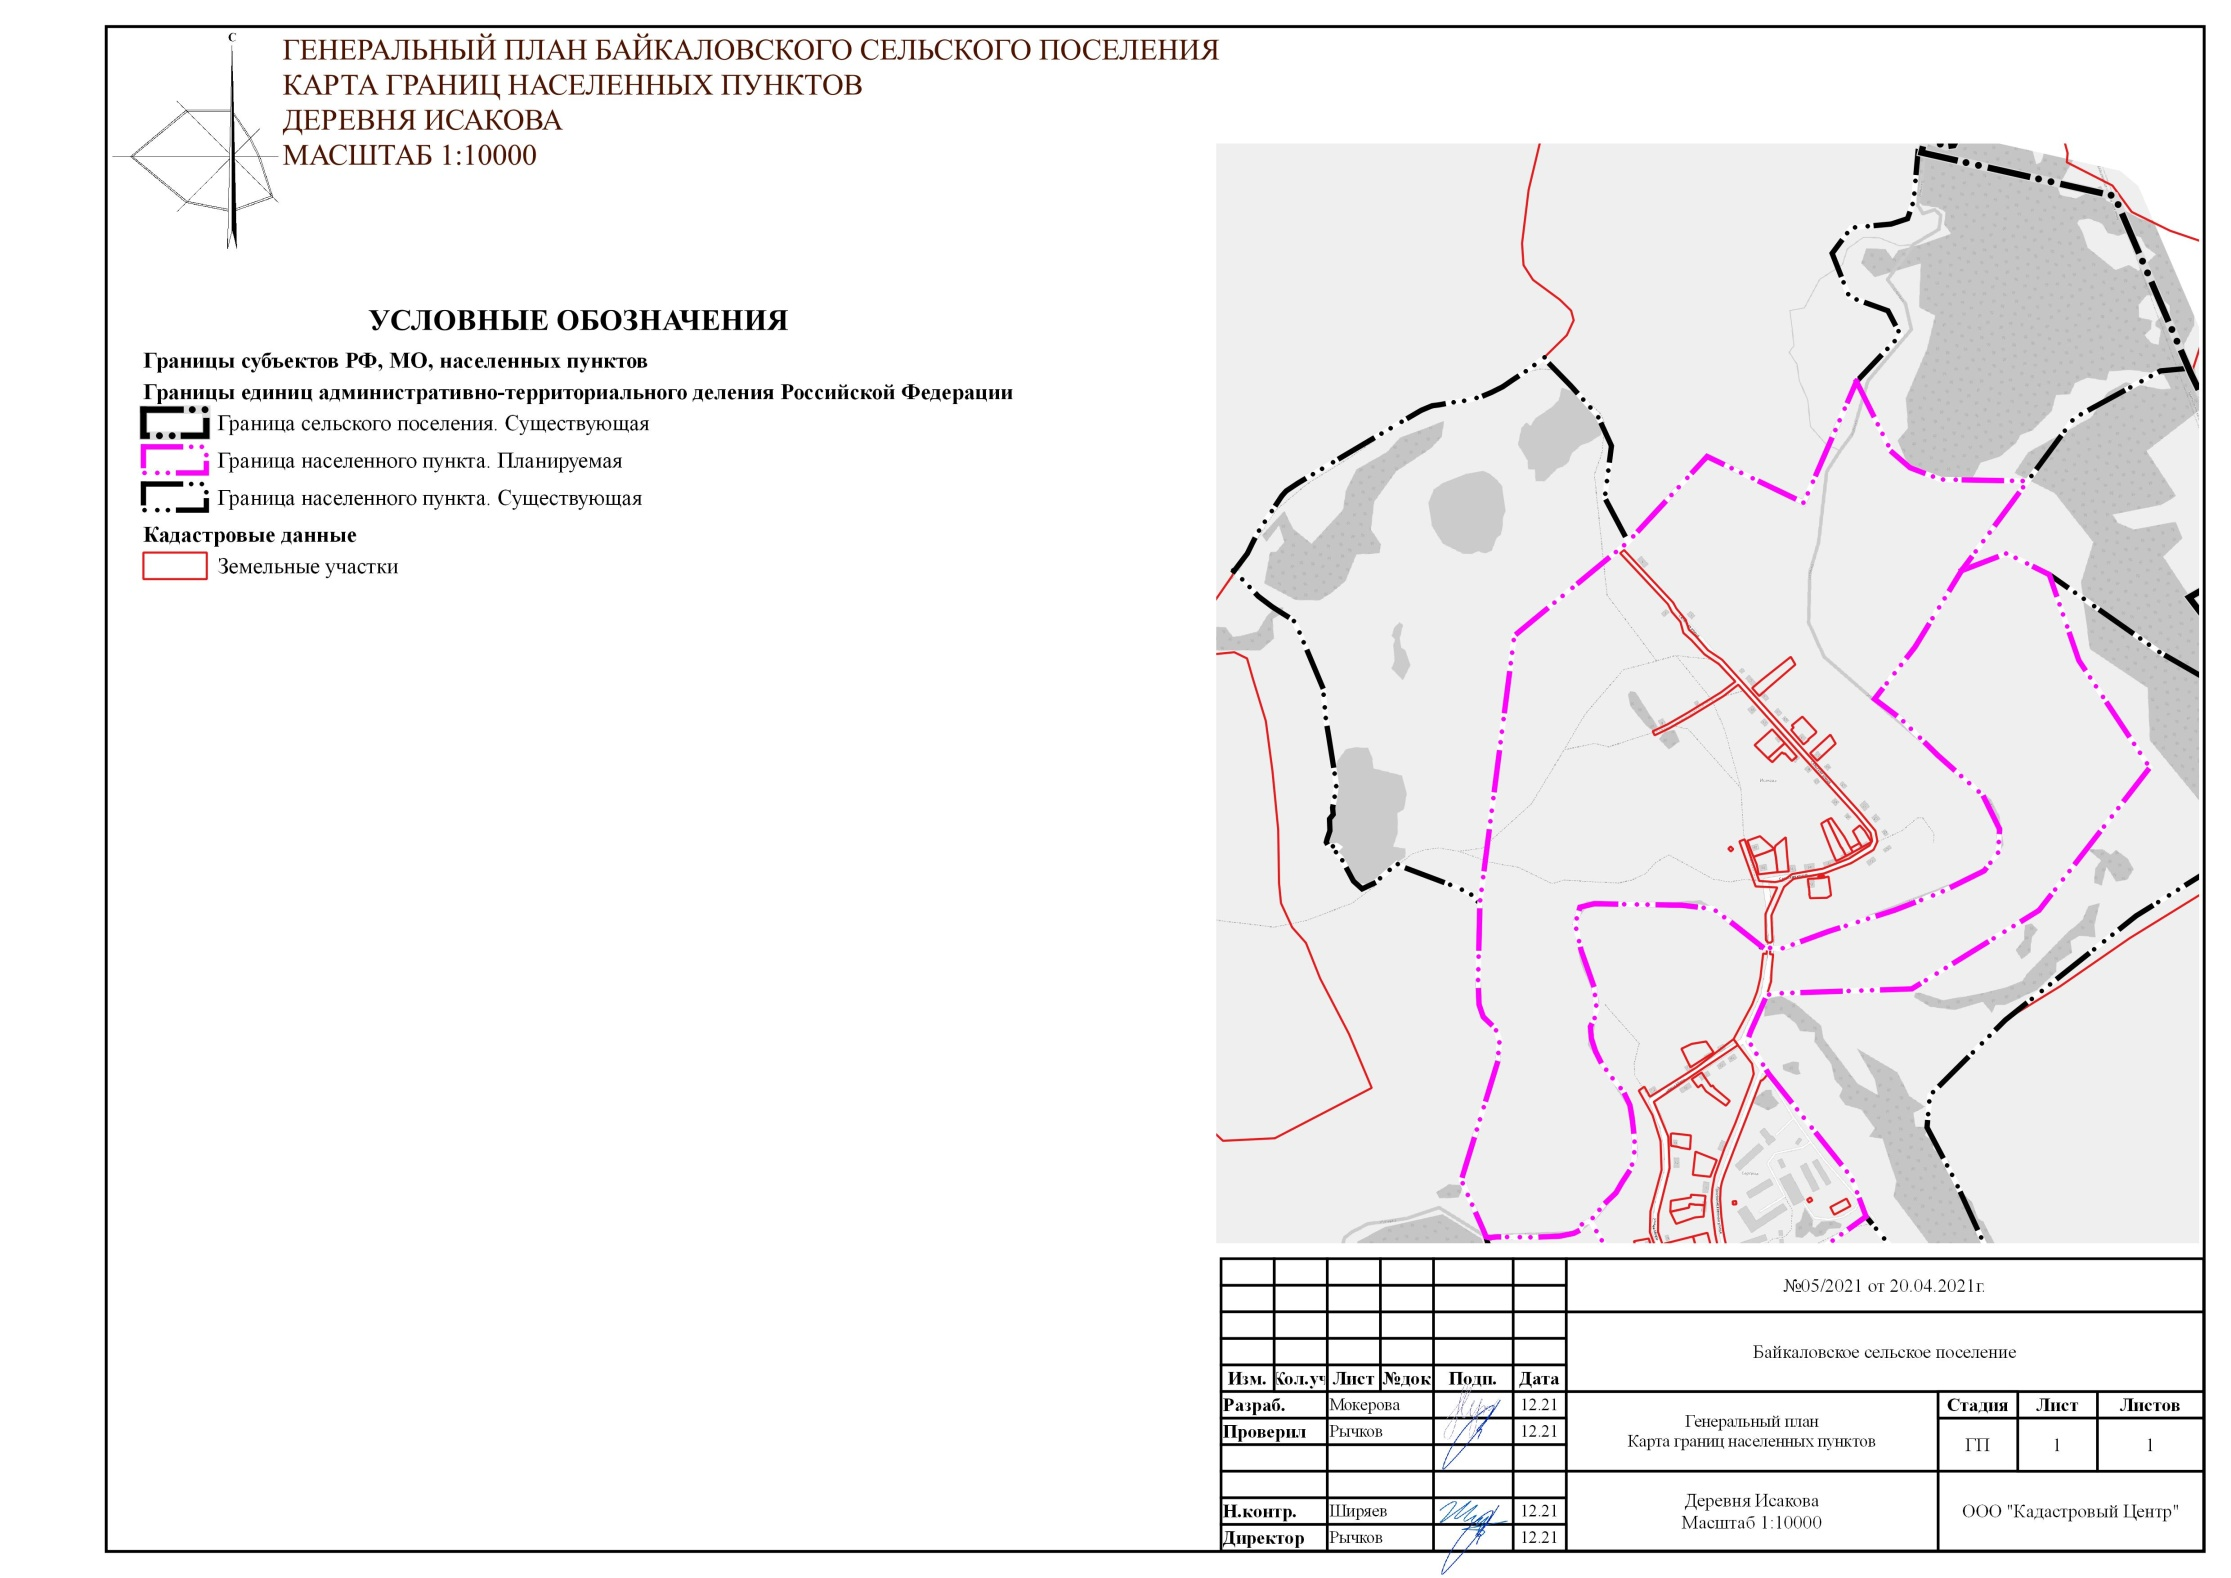 С
ГЕНЕРАЛЬНЫЙ ПЛАН БАЙКАЛОВСКОГО СЕЛЬСКОГО ПОСЕЛЕНИЯ
КАРТА ГРАНИЦ НАСЕЛЕННЫХ ПУНКТОВ
ДЕРЕВНЯ ИСАКОВА
МАСШТАБ 1:10000
УСЛОВНЫЕ ОБОЗНАЧЕНИЯ
Границы субъектов РФ, МО, населенных пунктов
Границы единиц административно-территориального деления Российской Федерации
Граница сельского поселения. Существующая
Граница населенного пункта. Планируемая
Граница населенного пункта. Существующая
Кадастровые данные
Земельные участки
№05/2021 от 20.04.2021г.
Байкаловское сельское поселение
Изм. Кол.уч Лист №док Подп. Дата
Разраб. Мокерова 12.21
Проверил Рычков 12.21
Генеральный план
Карта границ населенных пунктов
Стадия Лист Листов
ГП 1 1
Н.контр. Ширяев 12.21
Директор Рычков 12.21
Деревня Исакова
Масштаб 1:10000
ООО "Кадастровый Центр"